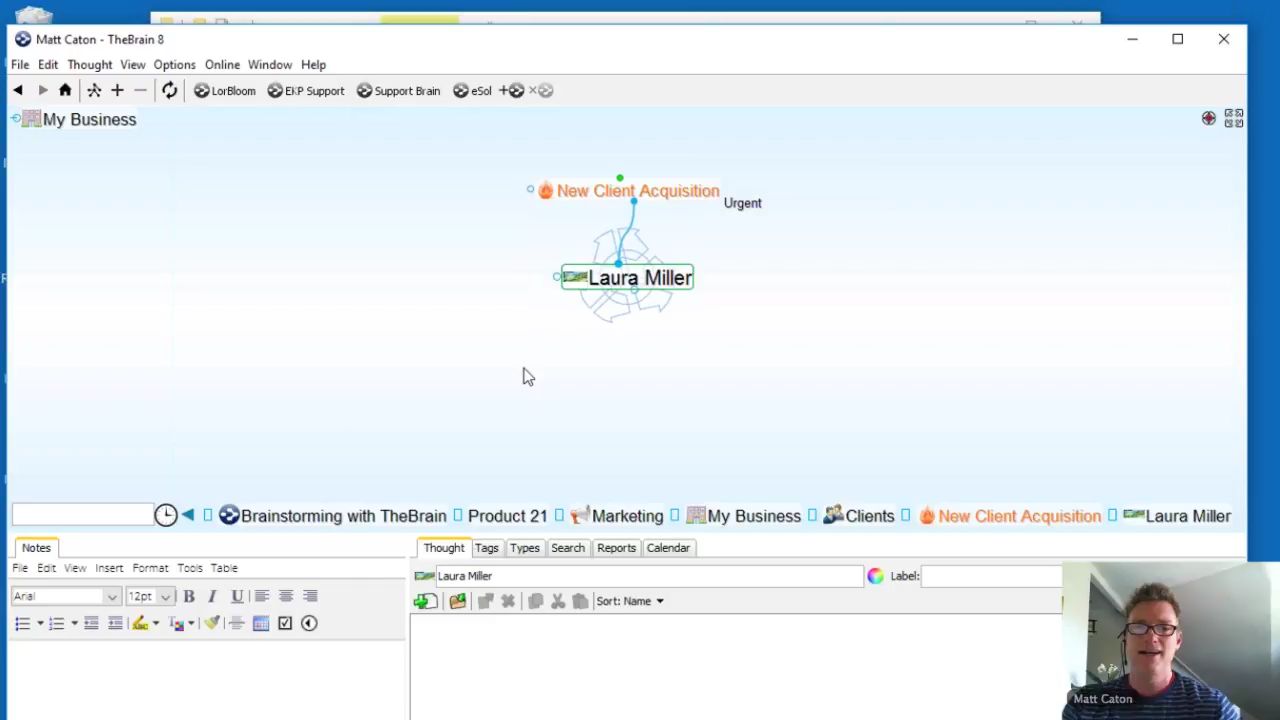 Matt Caton - TheBrain 8
File Edit Thought View Options Online Window Help
LorBloom EKP Support Support Brain eSol
My Business
New Client Acquisition
Urgent
Laura Miller
Brainstorming with TheBrain Product 21 Marketing My Business Clients New Client Acquisition Laura Miller
Notes
Thought Tags Types Search Reports Calendar
File Edit View Insert Format Tools Table
Laura Miller Label:
Arial 12pt B I U
Sort: Name
Matt Caton